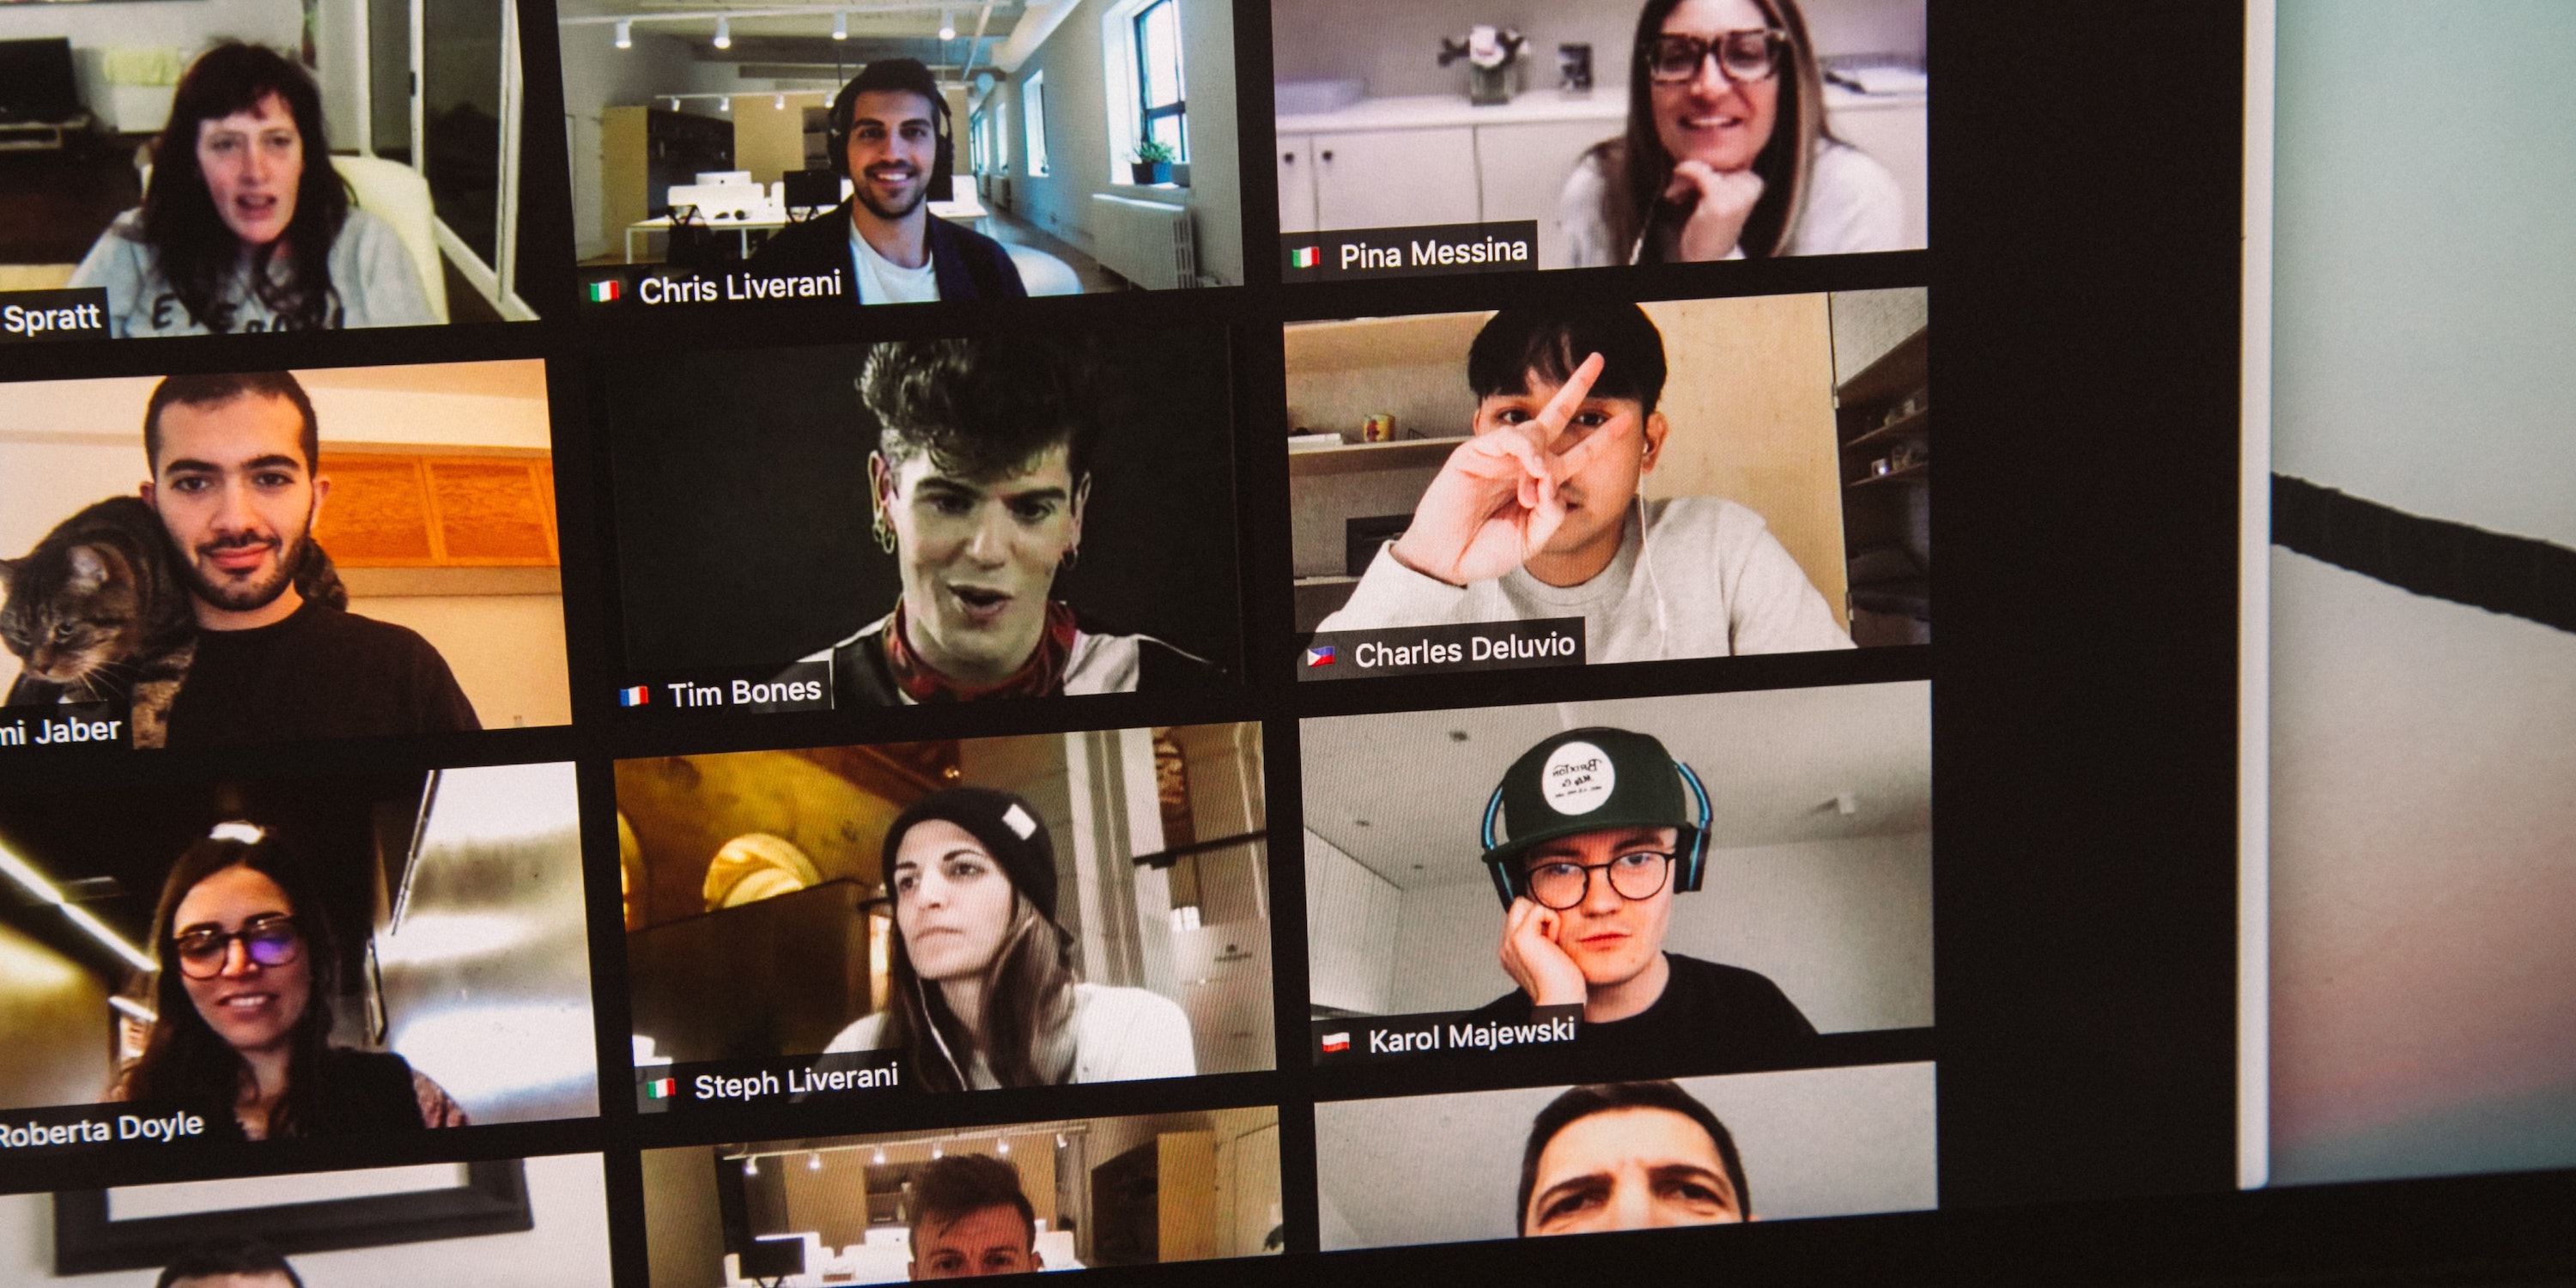 Spratt
Chris Liverani
Pina Messina
mi Jaber
Tim Bones
Charles Deluvio
Roberta Doyle
Steph Liverani
Karol Majewski